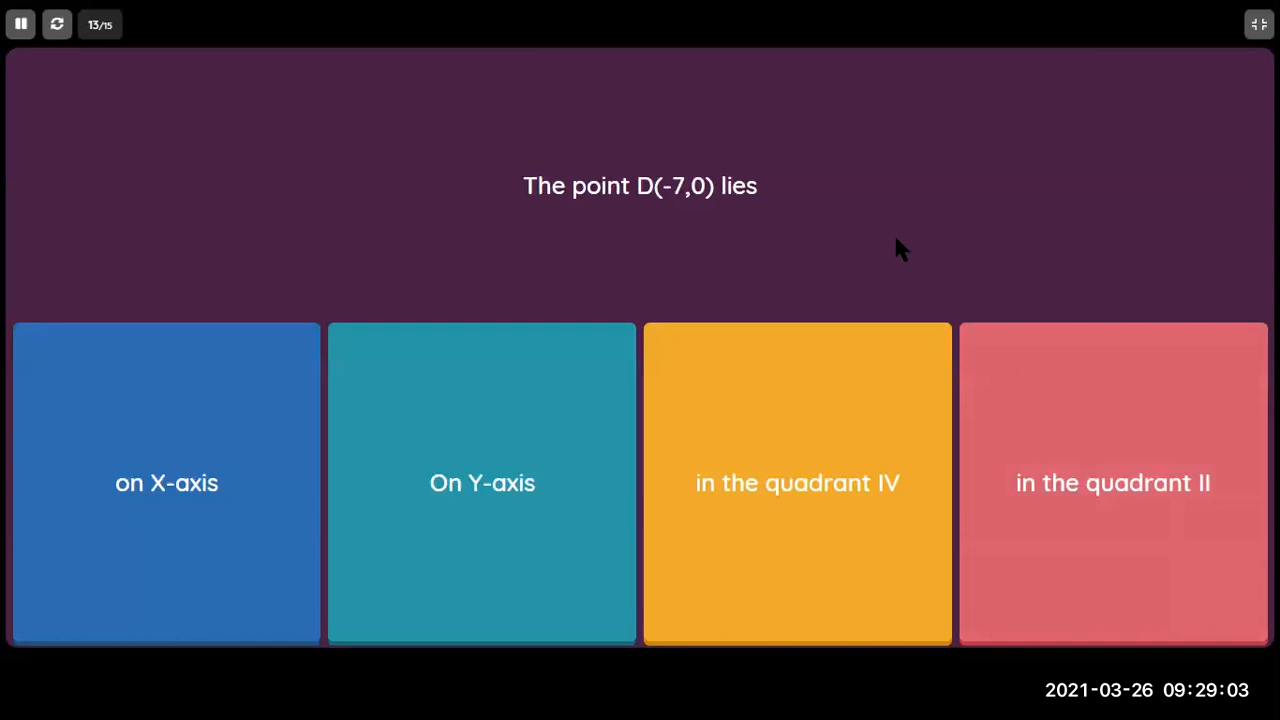 13/15
The point D(-7,0) lies
on X-axis
On Y-axis
in the quadrant IV
in the quadrant II
2021-03-26 09:29:03